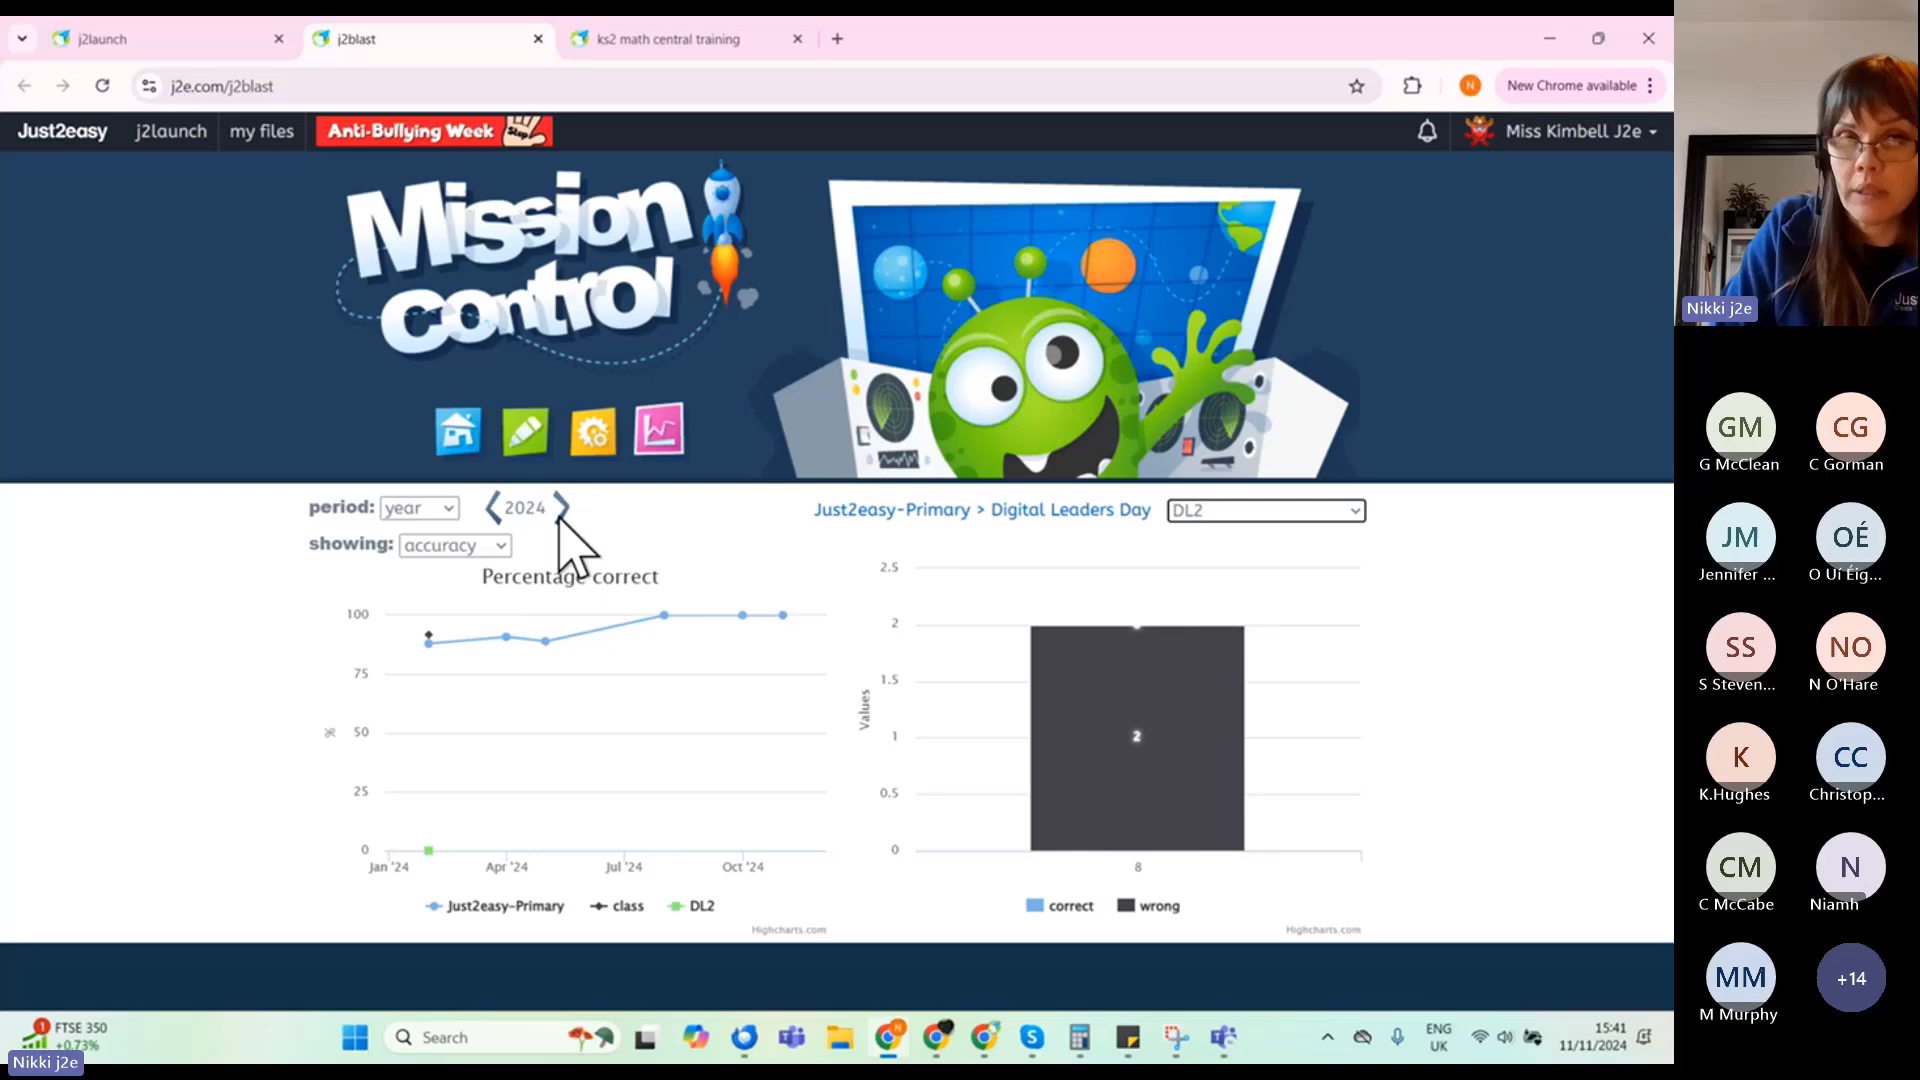 j2launch
j2blast
ks2 math central training
j2e.com/j2blast
N
New Chrome available
Just2easy
j2launch
my files
Anti-Bullying Week
Stop
Miss Kimbell J2e
Mission
control
period: year
2024
Just2easy-Primary > Digital Leaders Day
DL2
showing: accuracy
Percentage correct
100
75
50
25
0
%
Jan '24
Apr '24
Jul '24
Oct '24
Just2easy-Primary
class
DL2
Highcharts.com
2.5
2
1.5
1
0.5
0
Values
2
8
correct
wrong
Highcharts.com
1
FTSE 350
+0.73%
Search
ENG
UK
15:41
11/11/2024
Nikki j2e
Nikki j2e
GM
G McClean
CG
C Gorman
JM
Jennifer ...
OÉ
O Uí Éig...
SS
S Steven...
NO
N O'Hare
K
K.Hughes
CC
Christop...
CM
C McCabe
N
Niamh
MM
M Murphy
+14